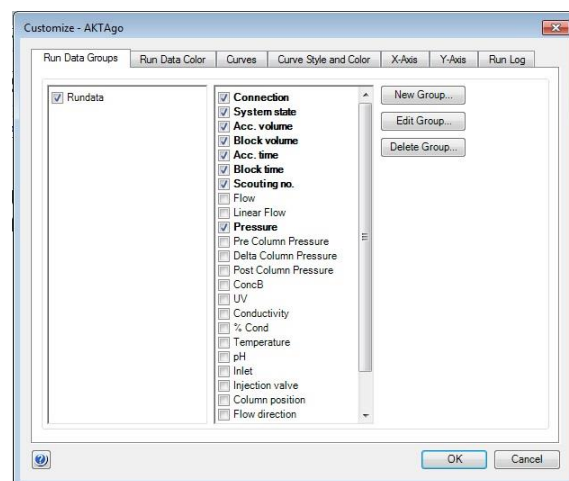 Customize - AKTAgo
Run Data Groups Run Data Color Curves Curve Style and Color X-Axis Y-Axis Run Log
Rundata
Connection
System state
Acc. volume
Block volume
Acc. time
Block time
Scouting no.
Flow
Linear Flow
Pressure
Pre Column Pressure
Delta Column Pressure
Post Column Pressure
ConcB
UV
Conductivity
% Cond
Temperature
pH
Inlet
Injection valve
Column position
Flow direction
New Group...
Edit Group...
Delete Group...
OK Cancel